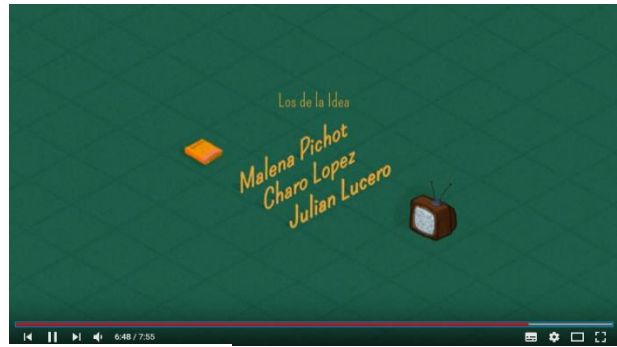 Los de la Idea
Malena Pichot
Charo Lopez
Julian Lucero
6:48 / 7:55